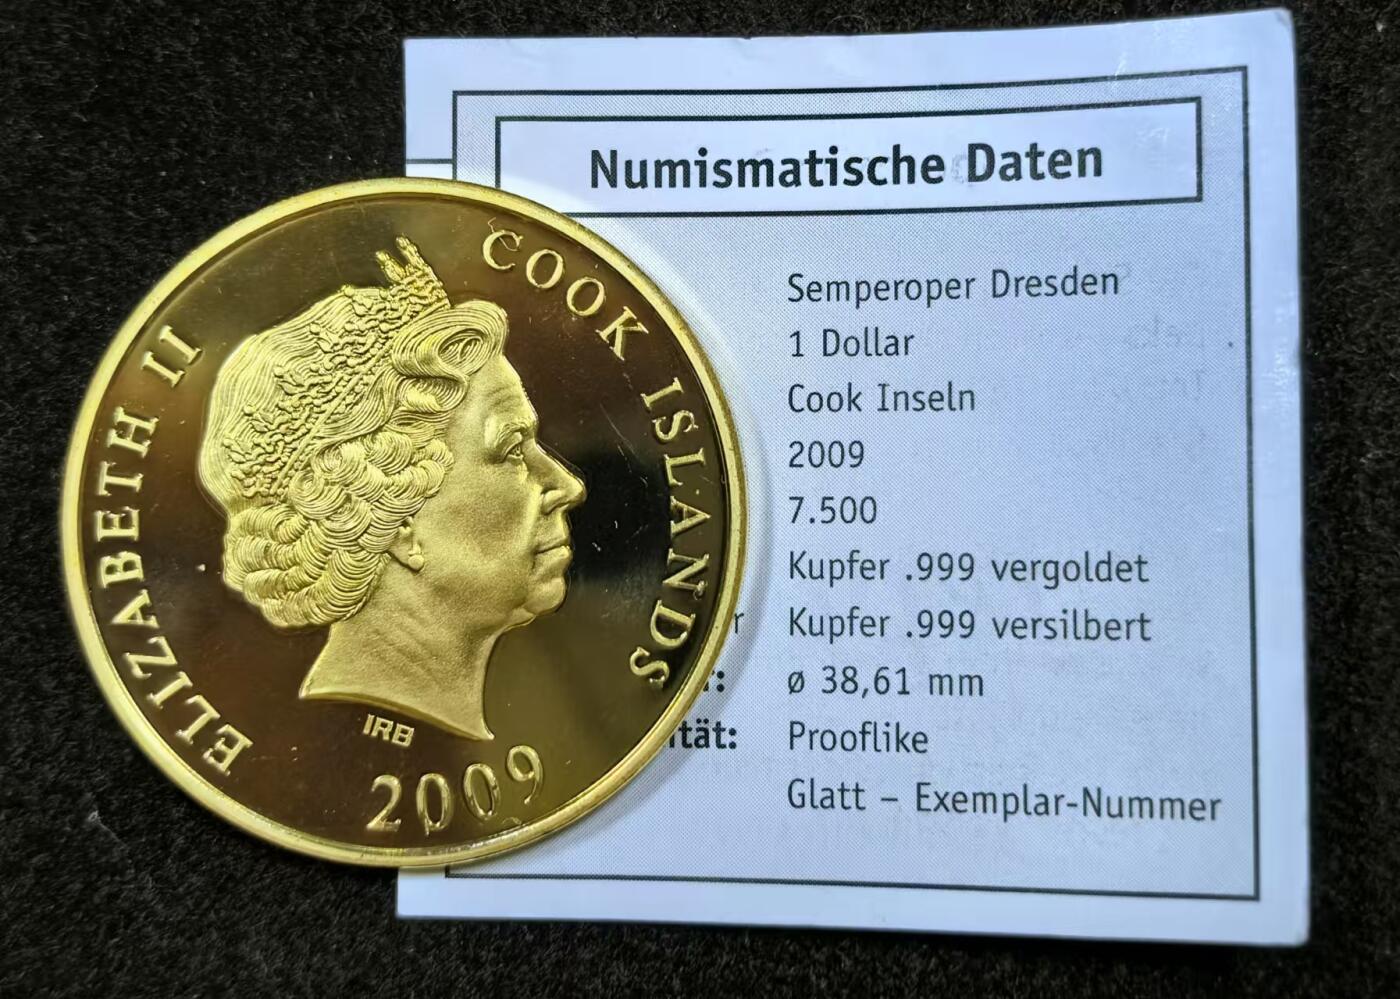 Numismatische Daten
Semperoper Dresden
1 Dollar
Cook Inseln
2009
7.500
Kupfer .999 vergoldet
r Kupfer .999 versilbert
r: ø 38,61 mm
ität: Prooflike
Glatt – Exemplar-Nummer
ELIZABETH II
COOK ISLANDS
IRB
2009